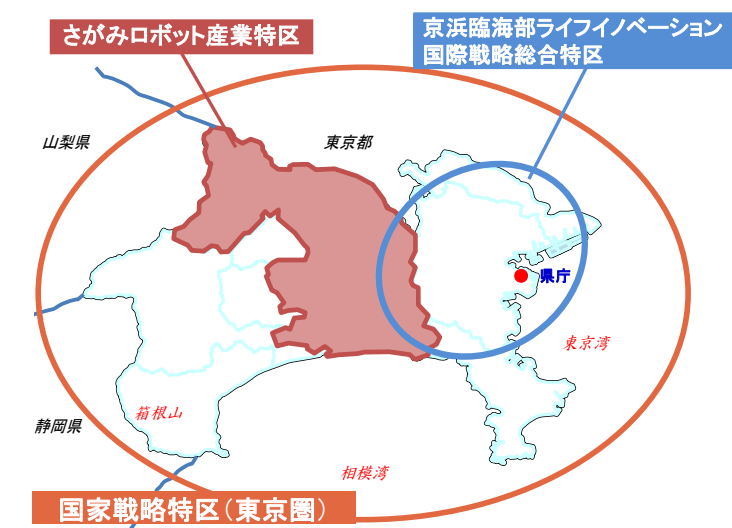 さがみロボット産業特区
京浜臨海部ライフイノベーション
国際戦略総合特区
山梨県
東京都
県庁
東京湾
箱根山
静岡県
相模湾
国家戦略特区(東京圏)